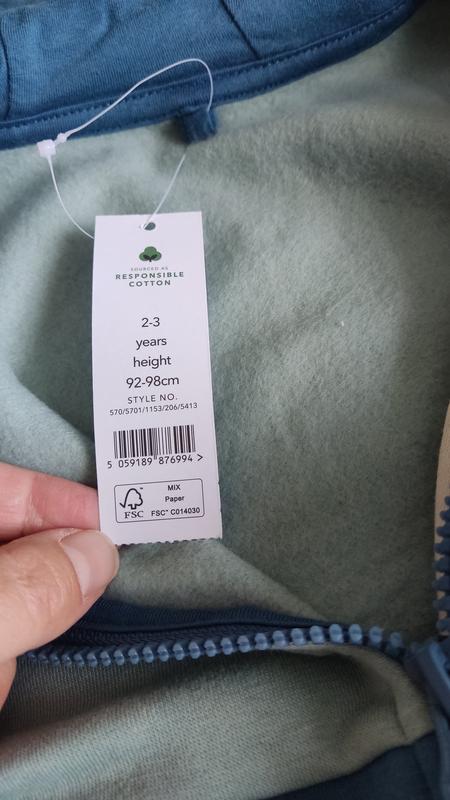 SOURCED AS
RESPONSIBLE
COTTON
2-3
years
height
92-98cm
STYLE NO.
570/5701/1153/206/5413
5 059189 876994 >
MIX
Paper
FSC
FSC™ C014030